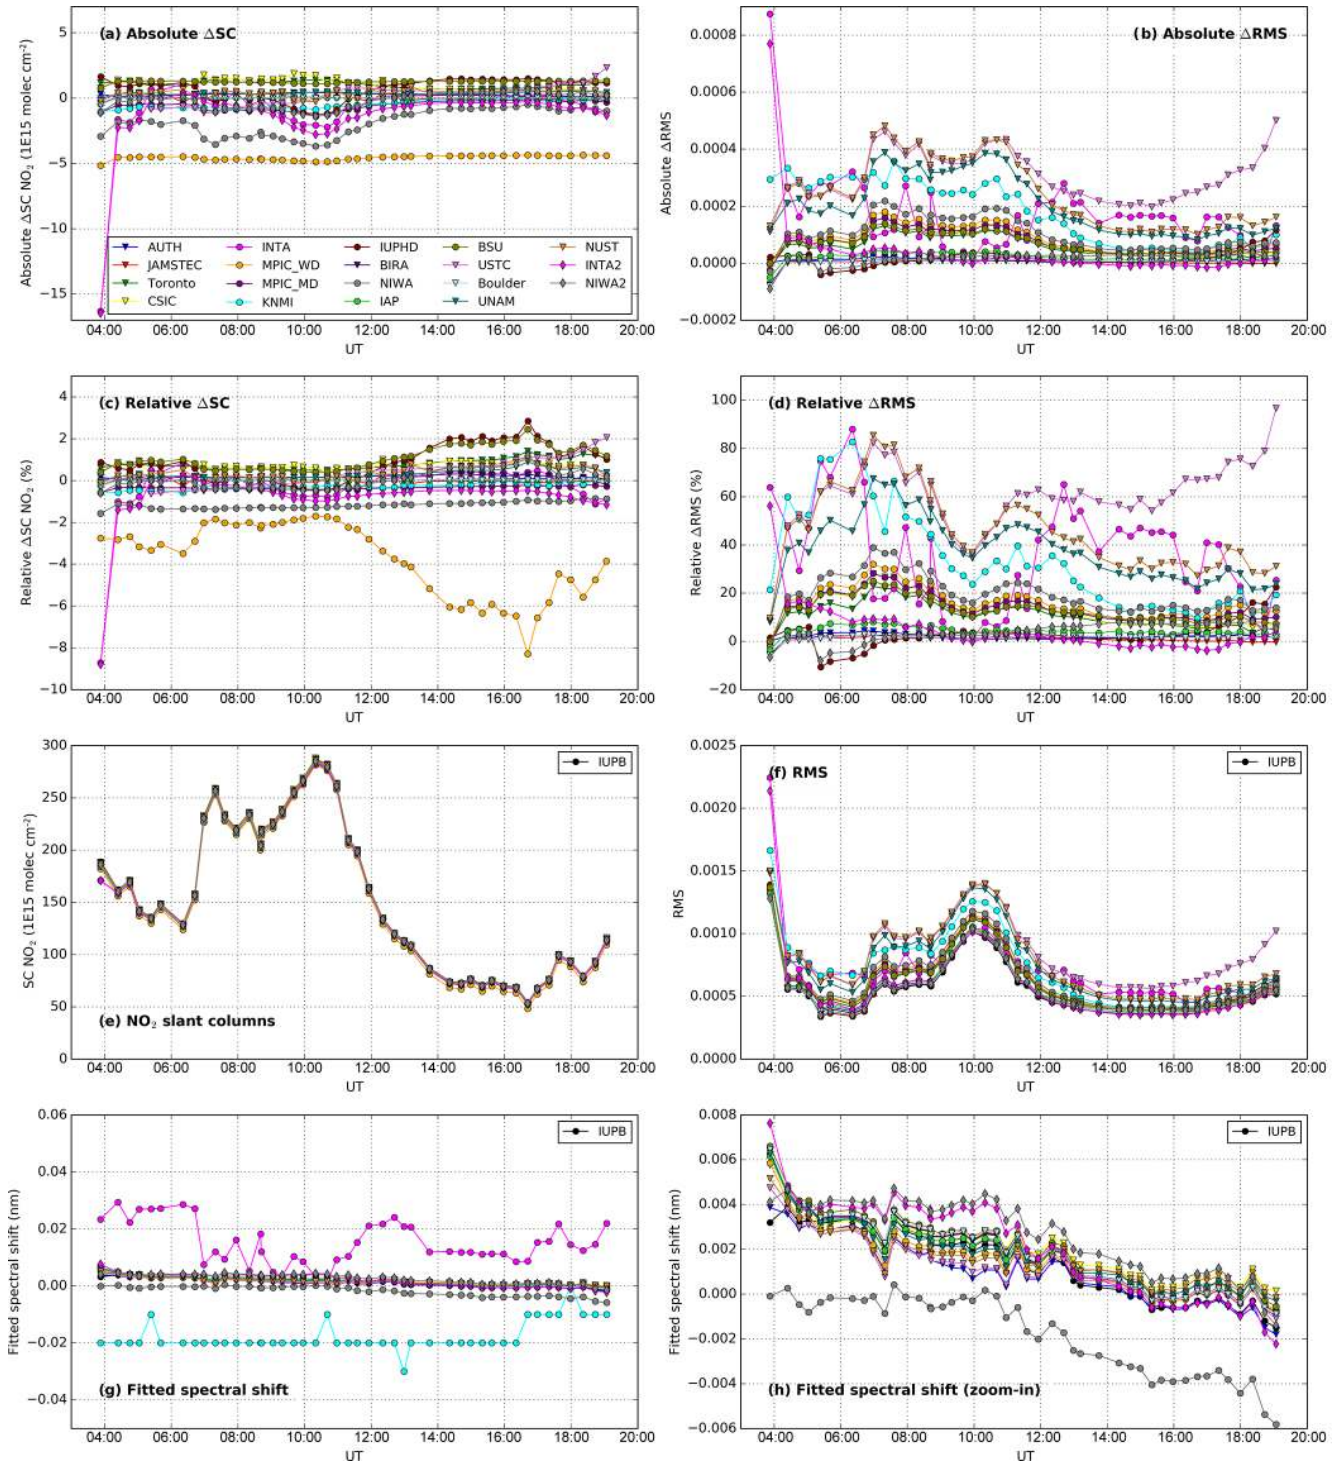 (a) Absolute ΔSC
Absolute ΔSC NO₂ (1E15 molec cm⁻²)
5
0
−5
−10
−15
AUTH INTA IUPHD BSU NUST
JAMSTEC MPIC_WD BIRA USTC INTA2
Toronto MPIC_MD NIWA Boulder NIWA2
CSIC KNMI IAP UNAM
04:00 06:00 08:00 10:00 12:00 14:00 16:00 18:00 20:00
UT
(b) Absolute ΔRMS
Absolute ΔRMS
0.0008
0.0006
0.0004
0.0002
0.0000
−0.0002
04:00 06:00 08:00 10:00 12:00 14:00 16:00 18:00 20:00
UT
(c) Relative ΔSC
Relative ΔSC NO₂ (%)
4
2
0
−2
−4
−6
−8
−10
04:00 06:00 08:00 10:00 12:00 14:00 16:00 18:00 20:00
UT
(d) Relative ΔRMS
Relative ΔRMS (%)
100
80
60
40
20
0
−20
04:00 06:00 08:00 10:00 12:00 14:00 16:00 18:00 20:00
UT
IUPB
SC NO₂ (1E15 molec cm⁻²)
300
250
200
150
100
50
0
(e) NO₂ slant columns
04:00 06:00 08:00 10:00 12:00 14:00 16:00 18:00 20:00
UT
IUPB
(f) RMS
RMS
0.0025
0.0020
0.0015
0.0010
0.0005
0.0000
04:00 06:00 08:00 10:00 12:00 14:00 16:00 18:00 20:00
UT
IUPB
Fitted spectral shift (nm)
0.06
0.04
0.02
0.00
−0.02
−0.04
(g) Fitted spectral shift
04:00 06:00 08:00 10:00 12:00 14:00 16:00 18:00 20:00
UT
IUPB
Fitted spectral shift (nm)
0.008
0.006
0.004
0.002
0.000
−0.002
−0.004
−0.006
(h) Fitted spectral shift (zoom-in)
04:00 06:00 08:00 10:00 12:00 14:00 16:00 18:00 20:00
UT